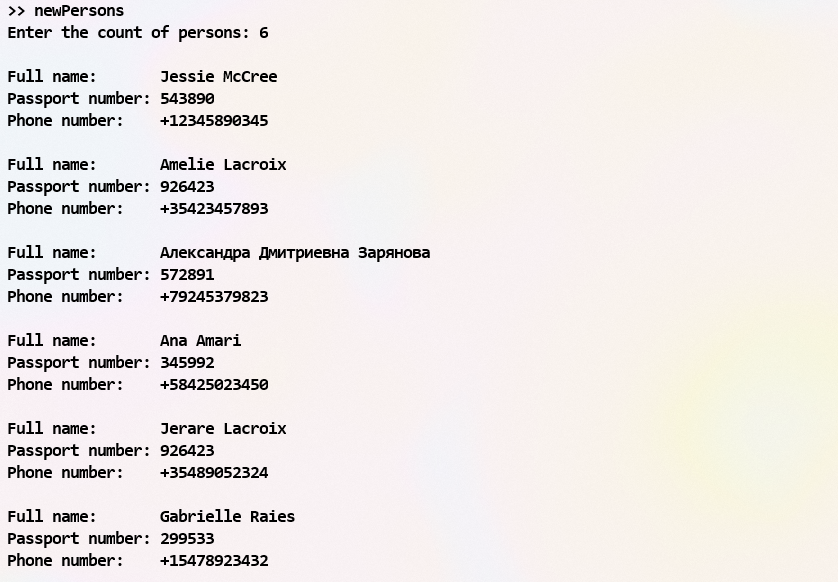 >> newPersons
Enter the count of persons: 6
Full name: Jessie McCree
Passport number: 543890
Phone number: +12345890345
Full name: Amelie Lacroix
Passport number: 926423
Phone number: +35423457893
Full name: Александра Дмитриевна Зарянова
Passport number: 572891
Phone number: +79245379823
Full name: Ana Amari
Passport number: 345992
Phone number: +58425023450
Full name: Jerare Lacroix
Passport number: 926423
Phone number: +35489052324
Full name: Gabrielle Raies
Passport number: 299533
Phone number: +15478923432